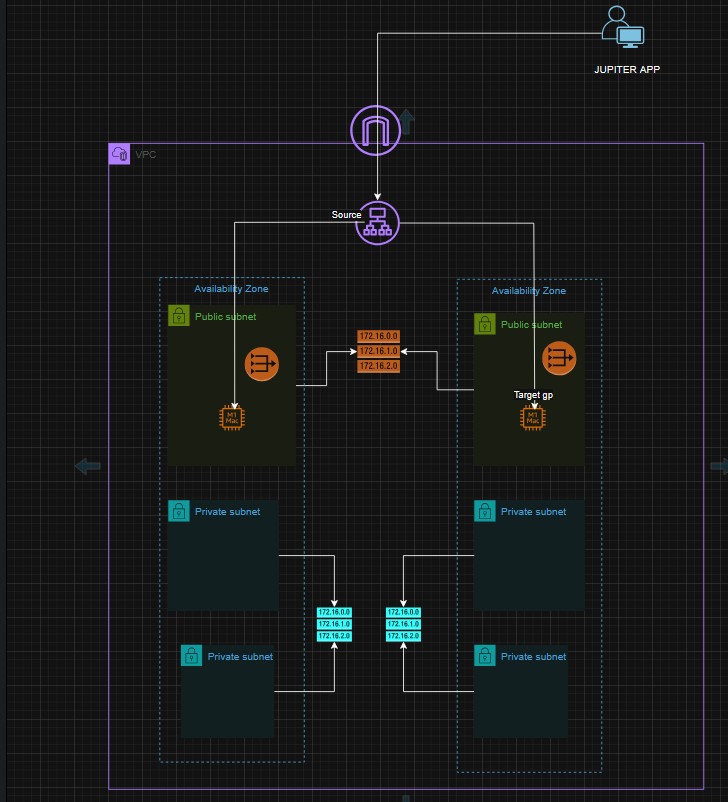 JUPITER APP
VPC
Source
Availability Zone
Availability Zone
Public subnet
Public subnet
172.16.0.0
172.16.1.0
172.16.2.0
Target gp
M1
Mac
M1
Mac
Private subnet
Private subnet
172.16.0.0
172.16.1.0
172.16.2.0
172.16.0.0
172.16.1.0
172.16.2.0
Private subnet
Private subnet